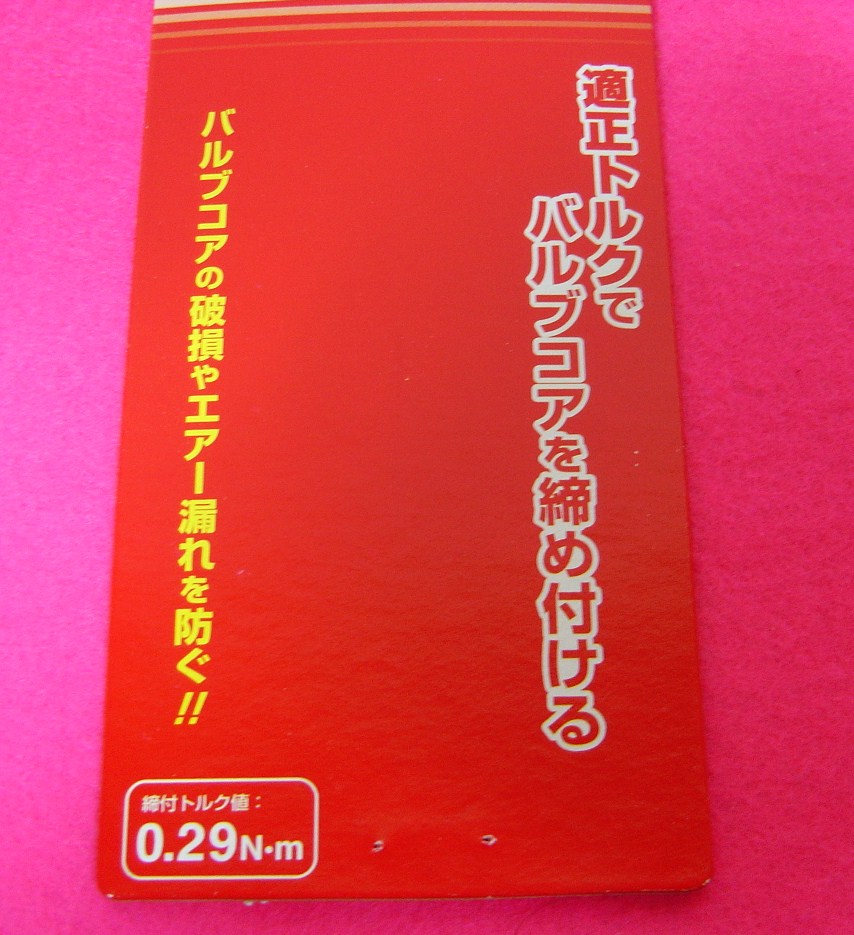 適正トルクで
バルブコアを締め付ける
バルブコアの破損やエアー漏れを防ぐ!!
締付トルク値：
0.29N・m